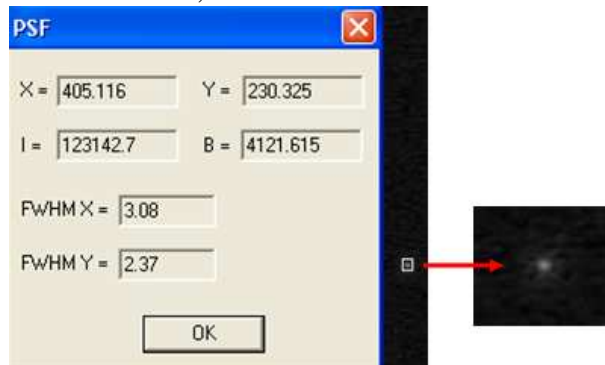 PSF
X = 405.116 Y = 230.325
I = 123142.7 B = 4121.615
FWHM X = 3.08
FWHM Y = 2.37
OK